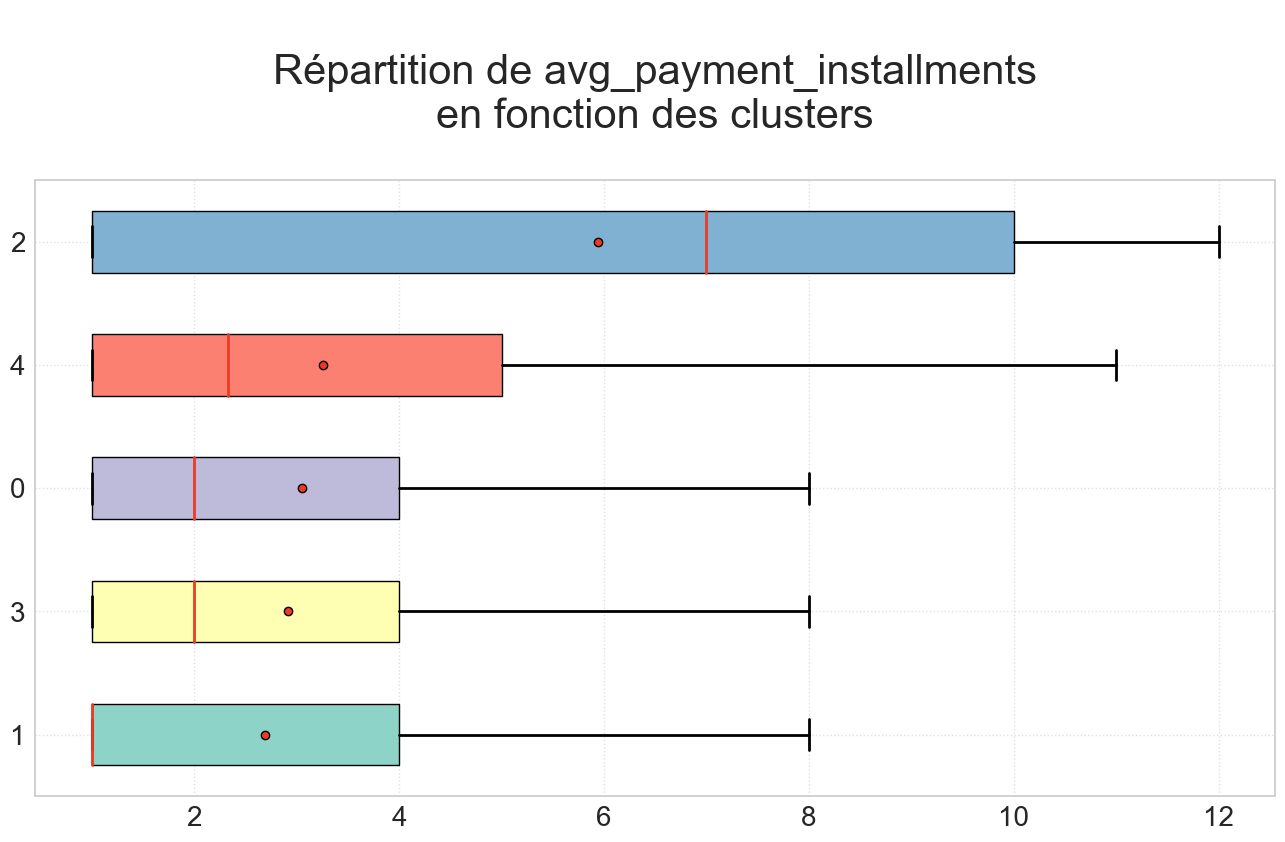 Répartition de avg_payment_installments
en fonction des clusters
2
4
0
3
1
2 4 6 8 10 12